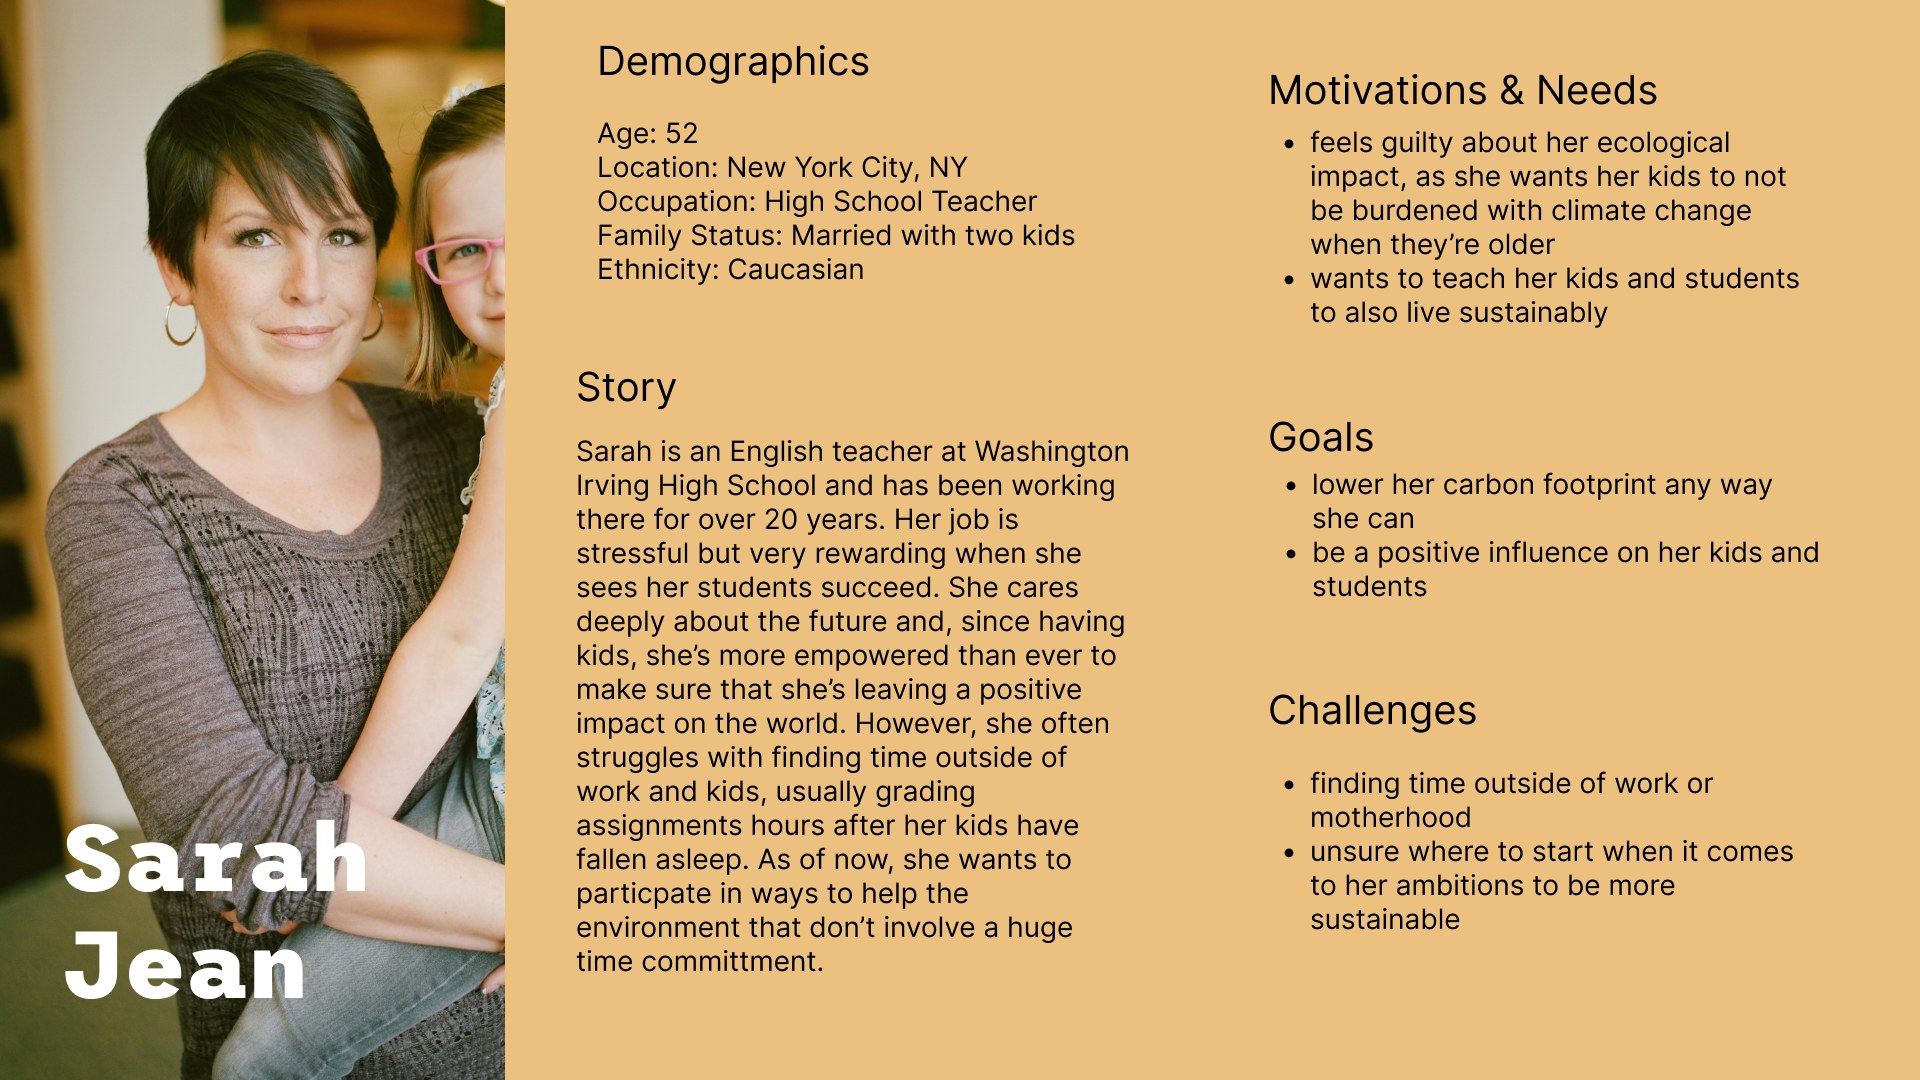 Sarah
Jean
Demographics
Age: 52
Location: New York City, NY
Occupation: High School Teacher
Family Status: Married with two kids
Ethnicity: Caucasian
Story
Sarah is an English teacher at Washington
Irving High School and has been working
there for over 20 years. Her job is
stressful but very rewarding when she
sees her students succeed. She cares
deeply about the future and, since having
kids, she’s more empowered than ever to
make sure that she’s leaving a positive
impact on the world. However, she often
struggles with finding time outside of
work and kids, usually grading
assignments hours after her kids have
fallen asleep. As of now, she wants to
particpate in ways to help the
environment that don’t involve a huge
time committment.
Motivations & Needs
• feels guilty about her ecological
impact, as she wants her kids to not
be burdened with climate change
when they’re older
• wants to teach her kids and students
to also live sustainably
Goals
• lower her carbon footprint any way
she can
• be a positive influence on her kids and
students
Challenges
• finding time outside of work or
motherhood
• unsure where to start when it comes
to her ambitions to be more
sustainable